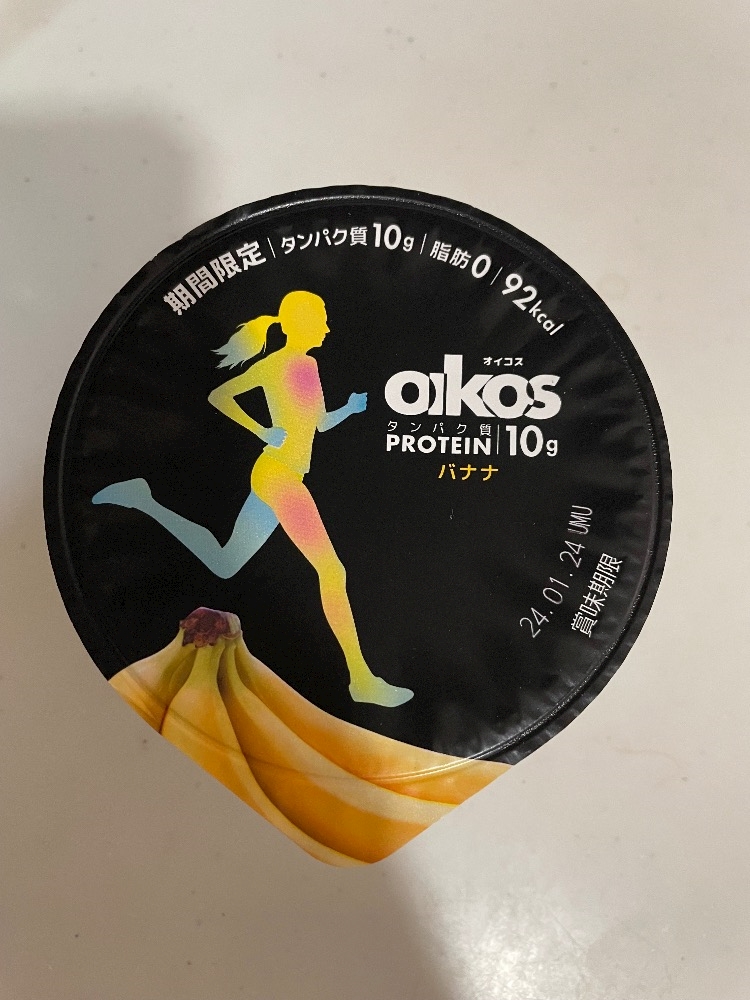 期間限定 | タンパク質10g | 脂肪0 | 92kcal
オイコス
oikos
タンパク質
PROTEIN | 10g
バナナ
24.01.24 UMU
賞味期限